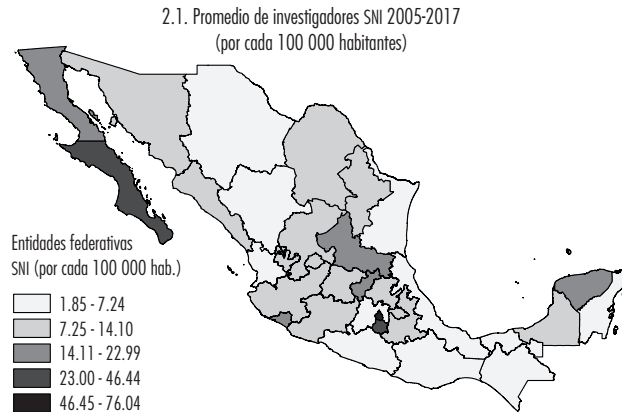 2.1. Promedio de investigadores SNI 2005-2017
(por cada 100 000 habitantes)
Entidades federativas
SNI (por cada 100 000 hab.)
1.85 - 7.24
7.25 - 14.10
14.11 - 22.99
23.00 - 46.44
46.45 - 76.04